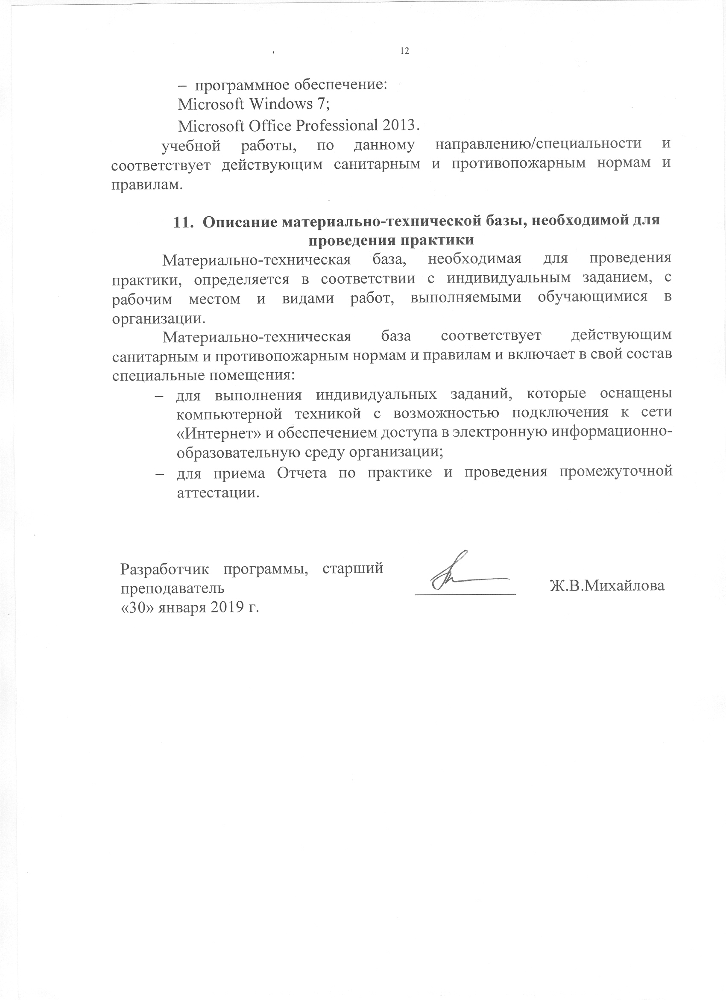 12
– программное обеспечение:
Microsoft Windows 7;
Microsoft Office Professional 2013.
учебной работы, по данному направлению/специальности и
соответствует действующим санитарным и противопожарным нормам и
правилам.
11. Описание материально-технической базы, необходимой для
проведения практики
Материально-техническая база, необходимая для проведения
практики, определяется в соответствии с индивидуальным заданием, с
рабочим местом и видами работ, выполняемыми обучающимися в
организации.
Материально-техническая база соответствует действующим
санитарным и противопожарным нормам и правилам и включает в свой состав
специальные помещения:
– для выполнения индивидуальных заданий, которые оснащены
компьютерной техникой с возможностью подключения к сети
«Интернет» и обеспечением доступа в электронную информационно-
образовательную среду организации;
– для приема Отчета по практике и проведения промежуточной
аттестации.
Разработчик программы, старший
преподаватель Ж.В.Михайлова
«30» января 2019 г.